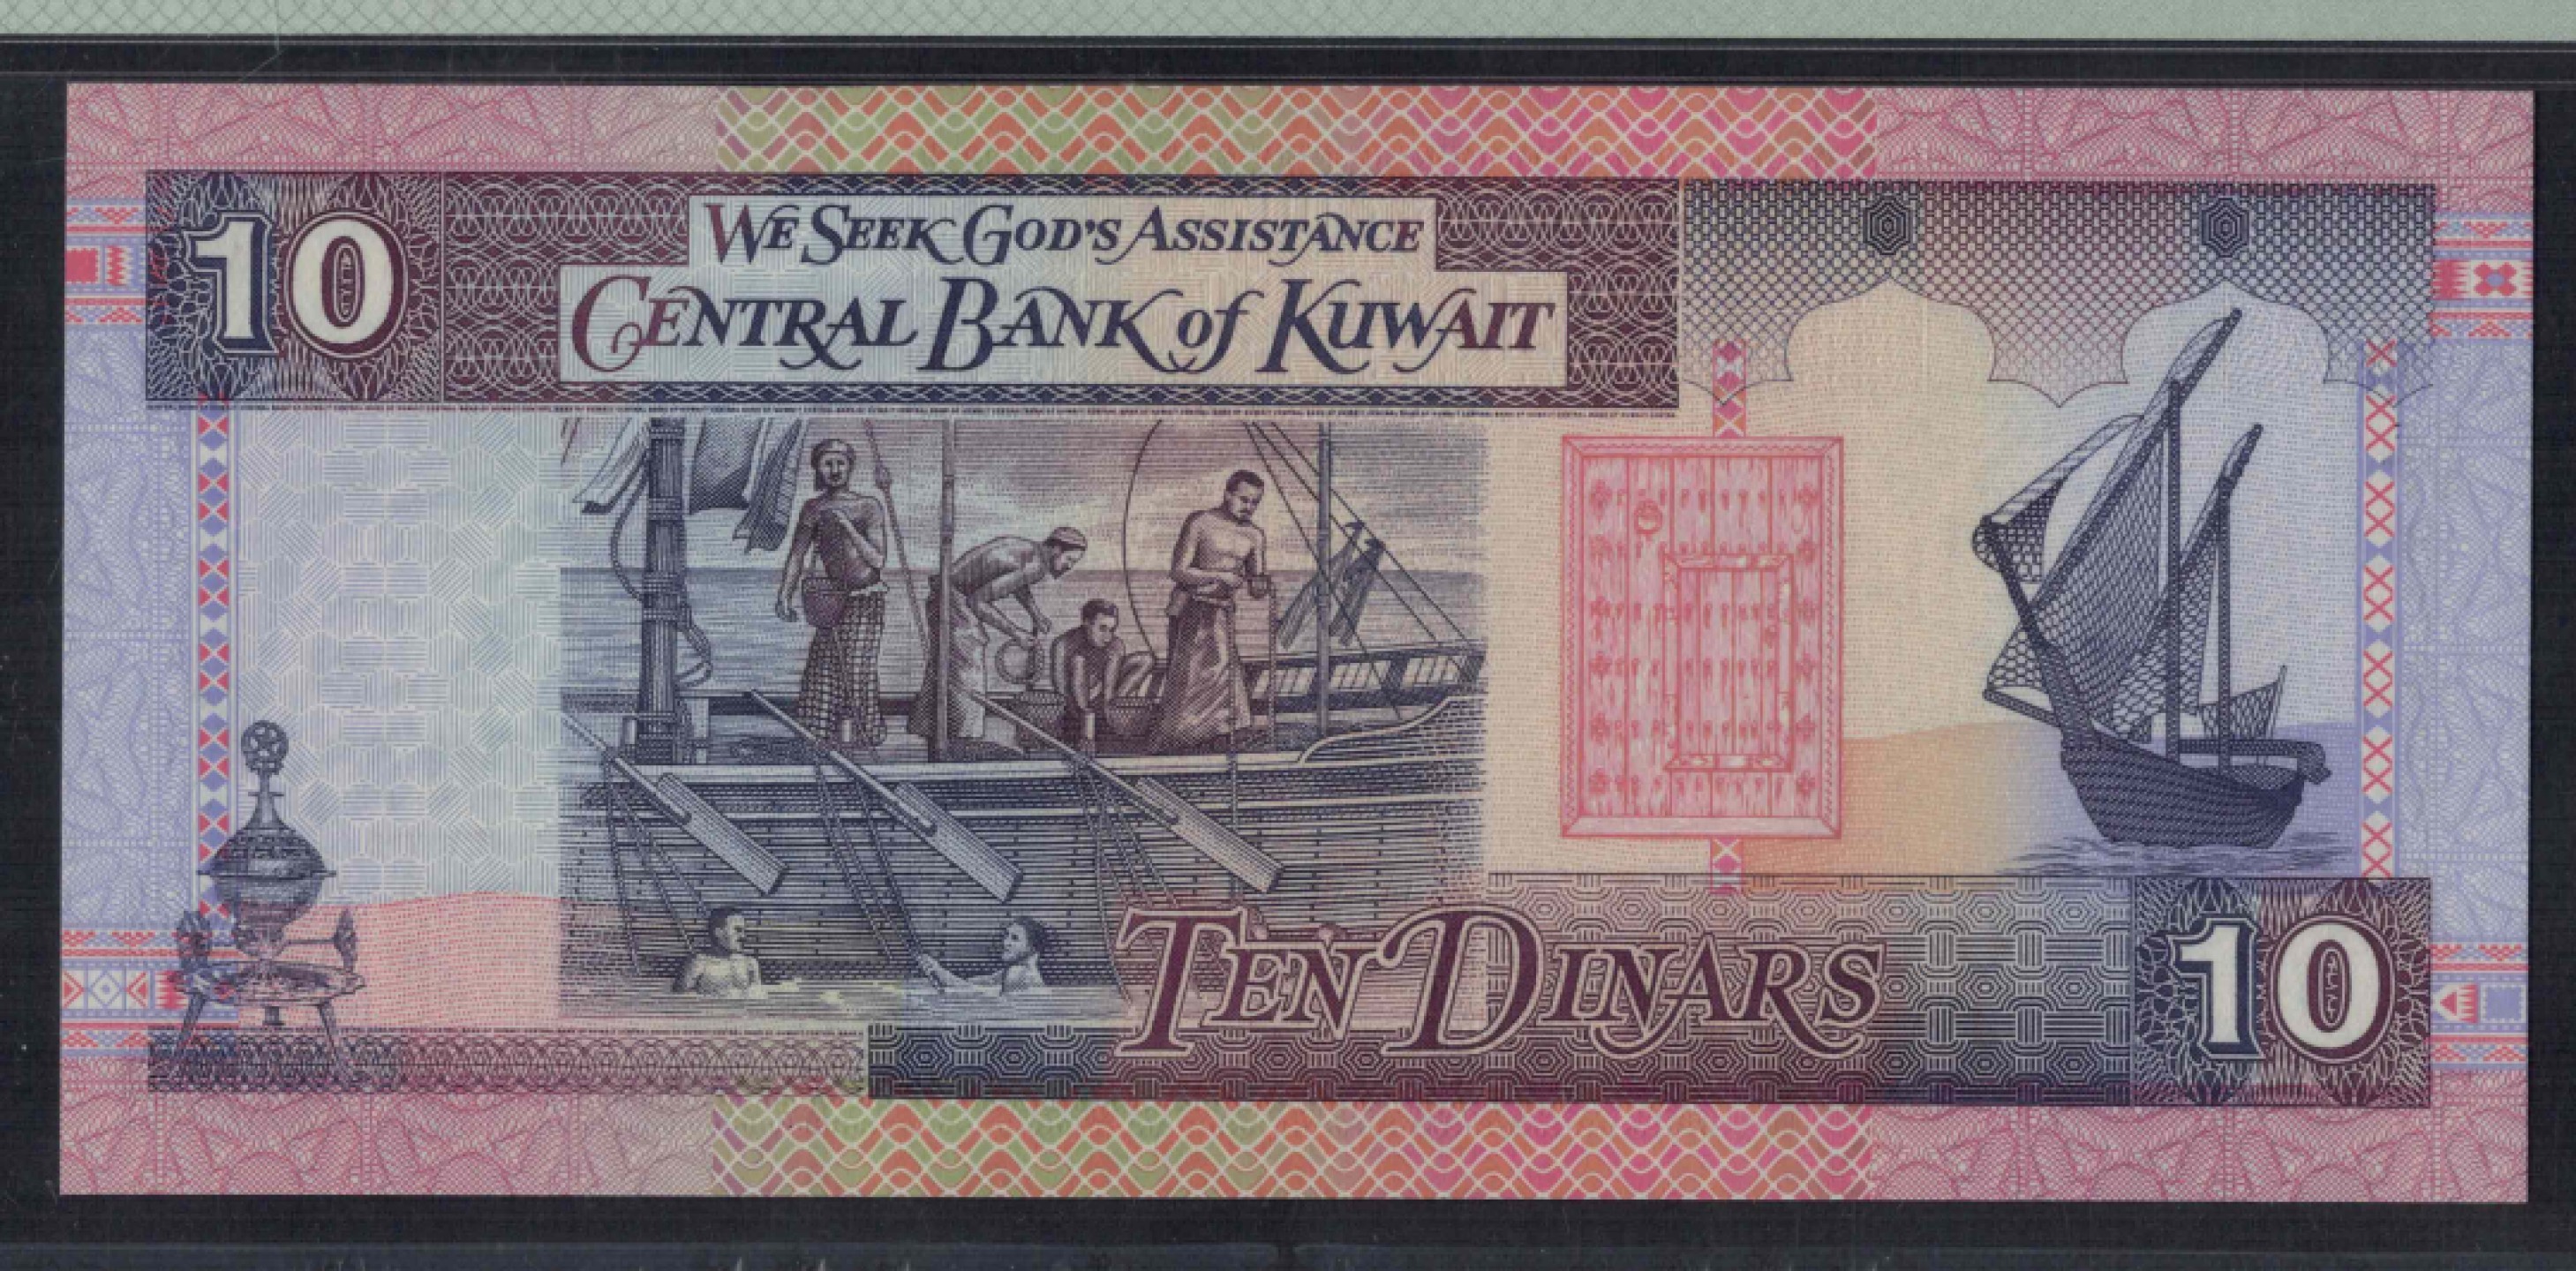 10
WE SEEK GOD'S ASSISTANCE
CENTRAL BANK of KUWAIT
TEN DINARS
10